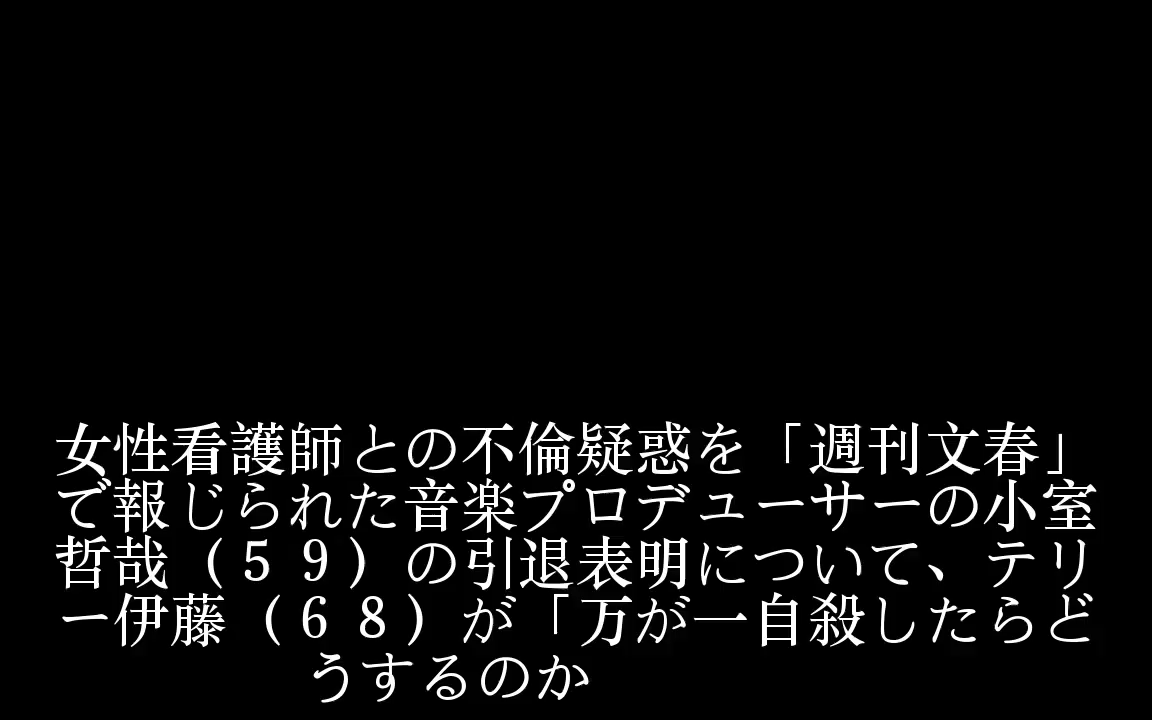 女性看護師との不倫疑惑を「週刊文春」
で報じられた音楽プロデューサーの小室
哲哉（５９）の引退表明について、テリ
ー伊藤（６８）が「万が一自殺したらど
うするのか